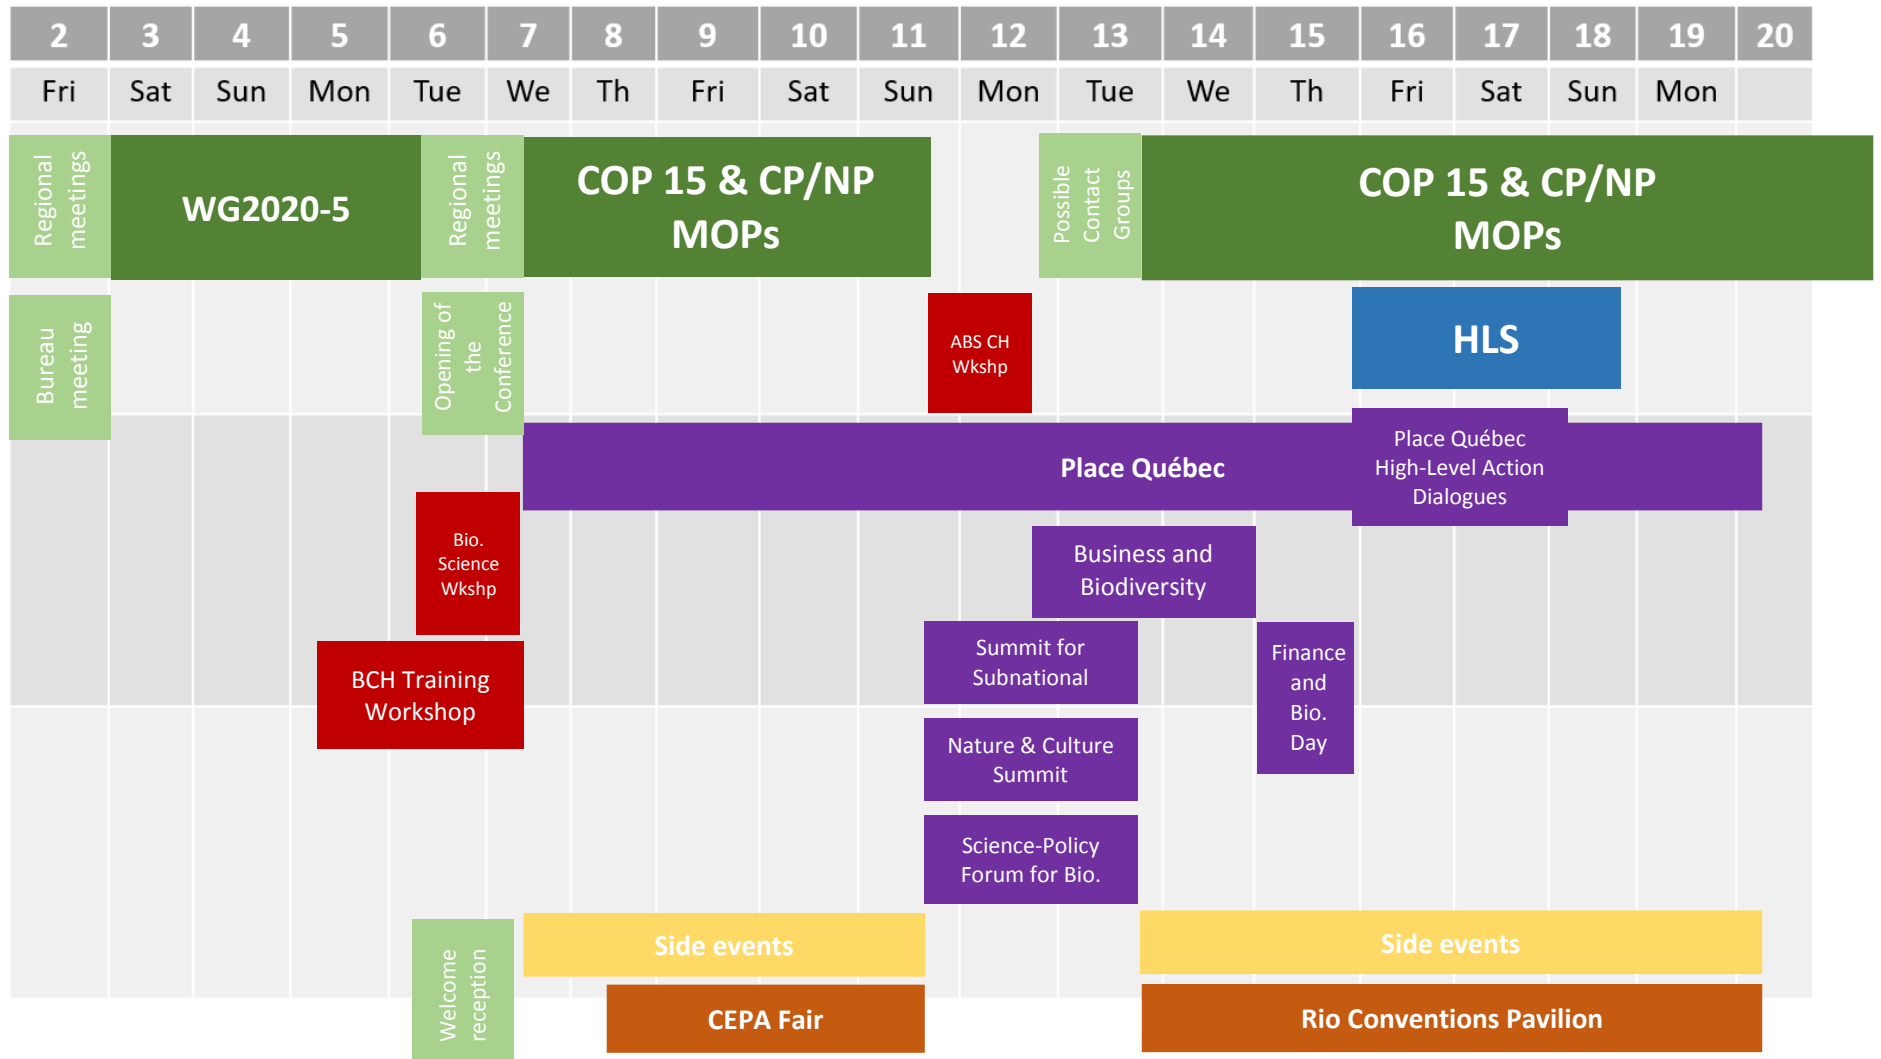 2 3 4 5 6 7 8 9 10 11 12 13 14 15 16 17 18 19 20
Fri Sat Sun Mon Tue We Th Fri Sat Sun Mon Tue We Th Fri Sat Sun Mon
Regional
meetings
WG2020-5
Regional
meetings
COP 15 & CP/NP
MOPs
Possible
Contact
Groups
COP 15 & CP/NP
MOPs
Bureau
meeting
Opening of
the
Conference
ABS CH
Wkshp
HLS
Place Québec
Place Québec
High-Level Action
Dialogues
Bio.
Science
Wkshp
Business and
Biodiversity
BCH Training
Workshop
Summit for
Subnational
Finance
and
Bio.
Day
Nature & Culture
Summit
Science-Policy
Forum for Bio.
Welcome
reception
Side events
Side events
CEPA Fair
Rio Conventions Pavilion